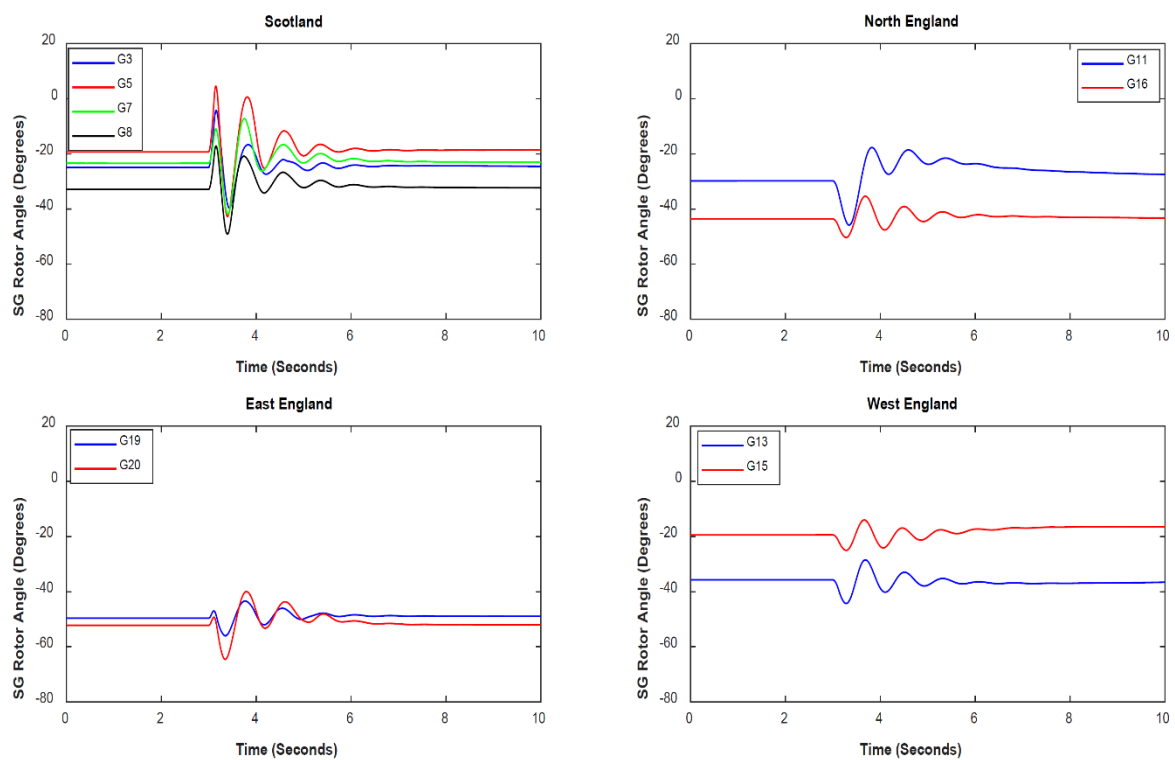 Scotland
SG Rotor Angle (Degrees)
20
0
-20
-40
-60
-80
G3
G5
G7
G8
0 2 4 6 8 10
Time (Seconds)
North England
SG Rotor Angle (Degrees)
20
0
-20
-40
-60
-80
G11
G16
0 2 4 6 8 10
Time (Seconds)
East England
SG Rotor Angle (Degrees)
20
0
-20
-40
-60
-80
G19
G20
0 2 4 6 8 10
Time (Seconds)
West England
SG Rotor Angle (Degrees)
20
0
-20
-40
-60
-80
G13
G15
0 2 4 6 8 10
Time (Seconds)